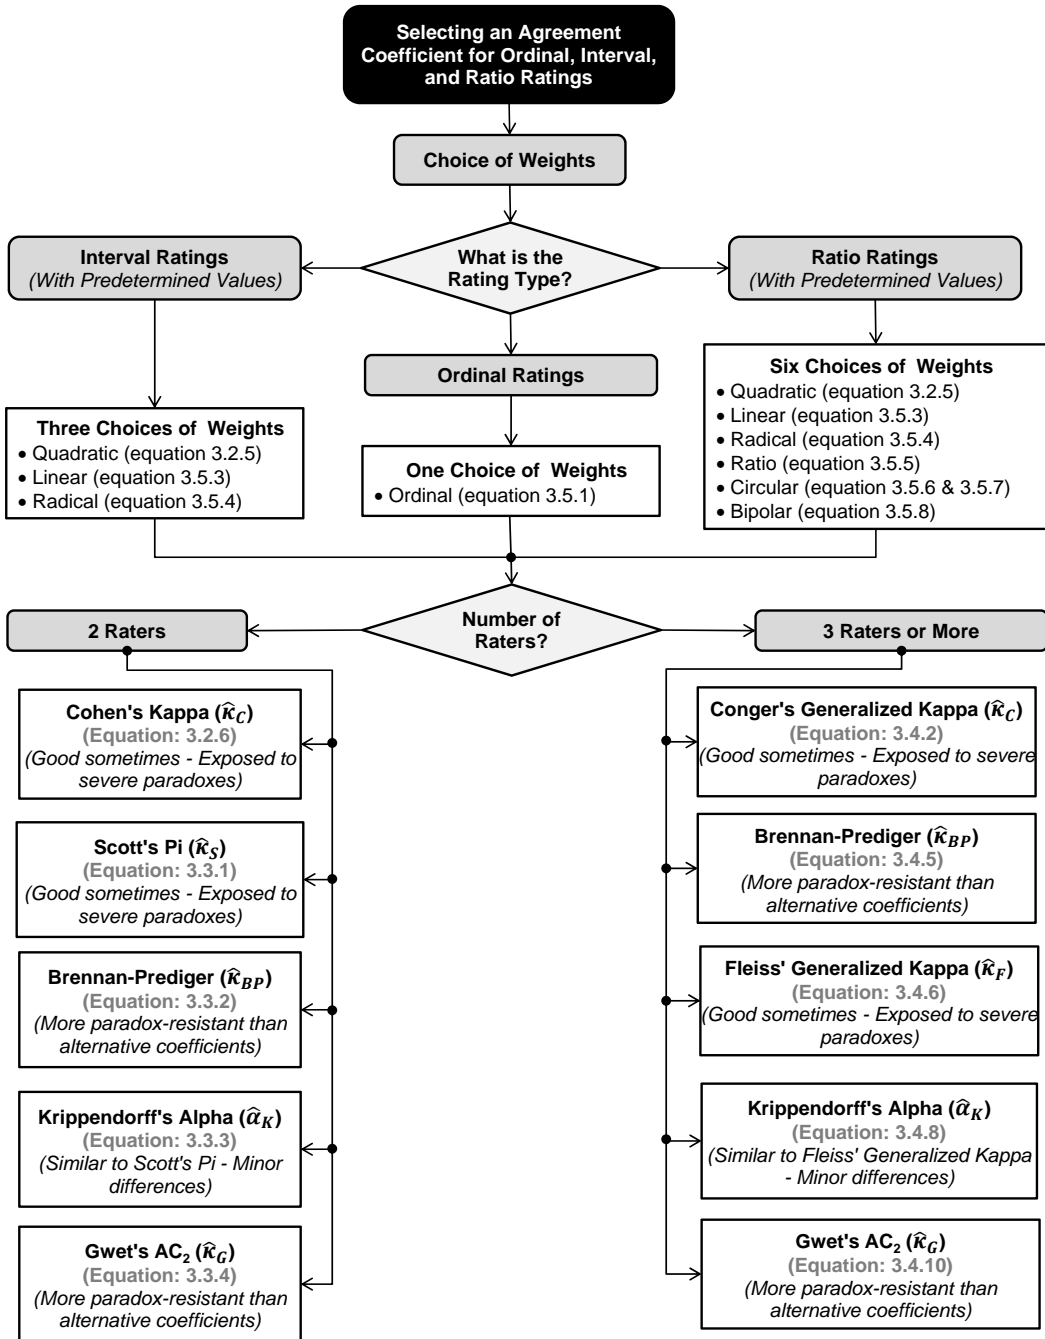 Selecting an Agreement
Coefficient for Ordinal, Interval,
and Ratio Ratings
Choice of Weights
What is the
Rating Type?
Interval Ratings
(With Predetermined Values)
Ratio Ratings
(With Predetermined Values)
Ordinal Ratings
Three Choices of Weights
• Quadratic (equation 3.2.5)
• Linear (equation 3.5.3)
• Radical (equation 3.5.4)
One Choice of Weights
• Ordinal (equation 3.5.1)
Six Choices of Weights
• Quadratic (equation 3.2.5)
• Linear (equation 3.5.3)
• Radical (equation 3.5.4)
• Ratio (equation 3.5.5)
• Circular (equation 3.5.6 & 3.5.7)
• Bipolar (equation 3.5.8)
Number of
Raters?
2 Raters
3 Raters or More
Cohen's Kappa (κ̂_C)
(Equation: 3.2.6)
(Good sometimes - Exposed to
severe paradoxes)
Scott's Pi (κ̂_S)
(Equation: 3.3.1)
(Good sometimes - Exposed to
severe paradoxes)
Brennan-Prediger (κ̂_BP)
(Equation: 3.3.2)
(More paradox-resistant than
alternative coefficients)
Krippendorff's Alpha (α̂_K)
(Equation: 3.3.3)
(Similar to Scott's Pi - Minor
differences)
Gwet's AC₂ (κ̂_G)
(Equation: 3.3.4)
(More paradox-resistant than
alternative coefficients)
Conger's Generalized Kappa (κ̂_C)
(Equation: 3.4.2)
(Good sometimes - Exposed to severe
paradoxes)
Brennan-Prediger (κ̂_BP)
(Equation: 3.4.5)
(More paradox-resistant than
alternative coefficients)
Fleiss' Generalized Kappa (κ̂_F)
(Equation: 3.4.6)
(Good sometimes - Exposed to severe
paradoxes)
Krippendorff's Alpha (α̂_K)
(Equation: 3.4.8)
(Similar to Fleiss' Generalized Kappa
- Minor differences)
Gwet's AC₂ (κ̂_G)
(Equation: 3.4.10)
(More paradox-resistant than
alternative coefficients)